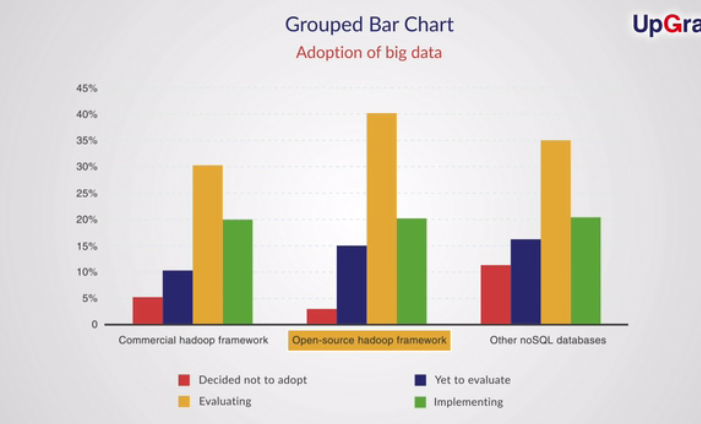 Grouped Bar Chart
UpGra
Adoption of big data
45%
40%
35%
30%
25%
20%
15%
10%
5%
0
Commercial hadoop framework
Open-source hadoop framework
Other noSQL databases
Decided not to adopt
Yet to evaluate
Evaluating
Implementing